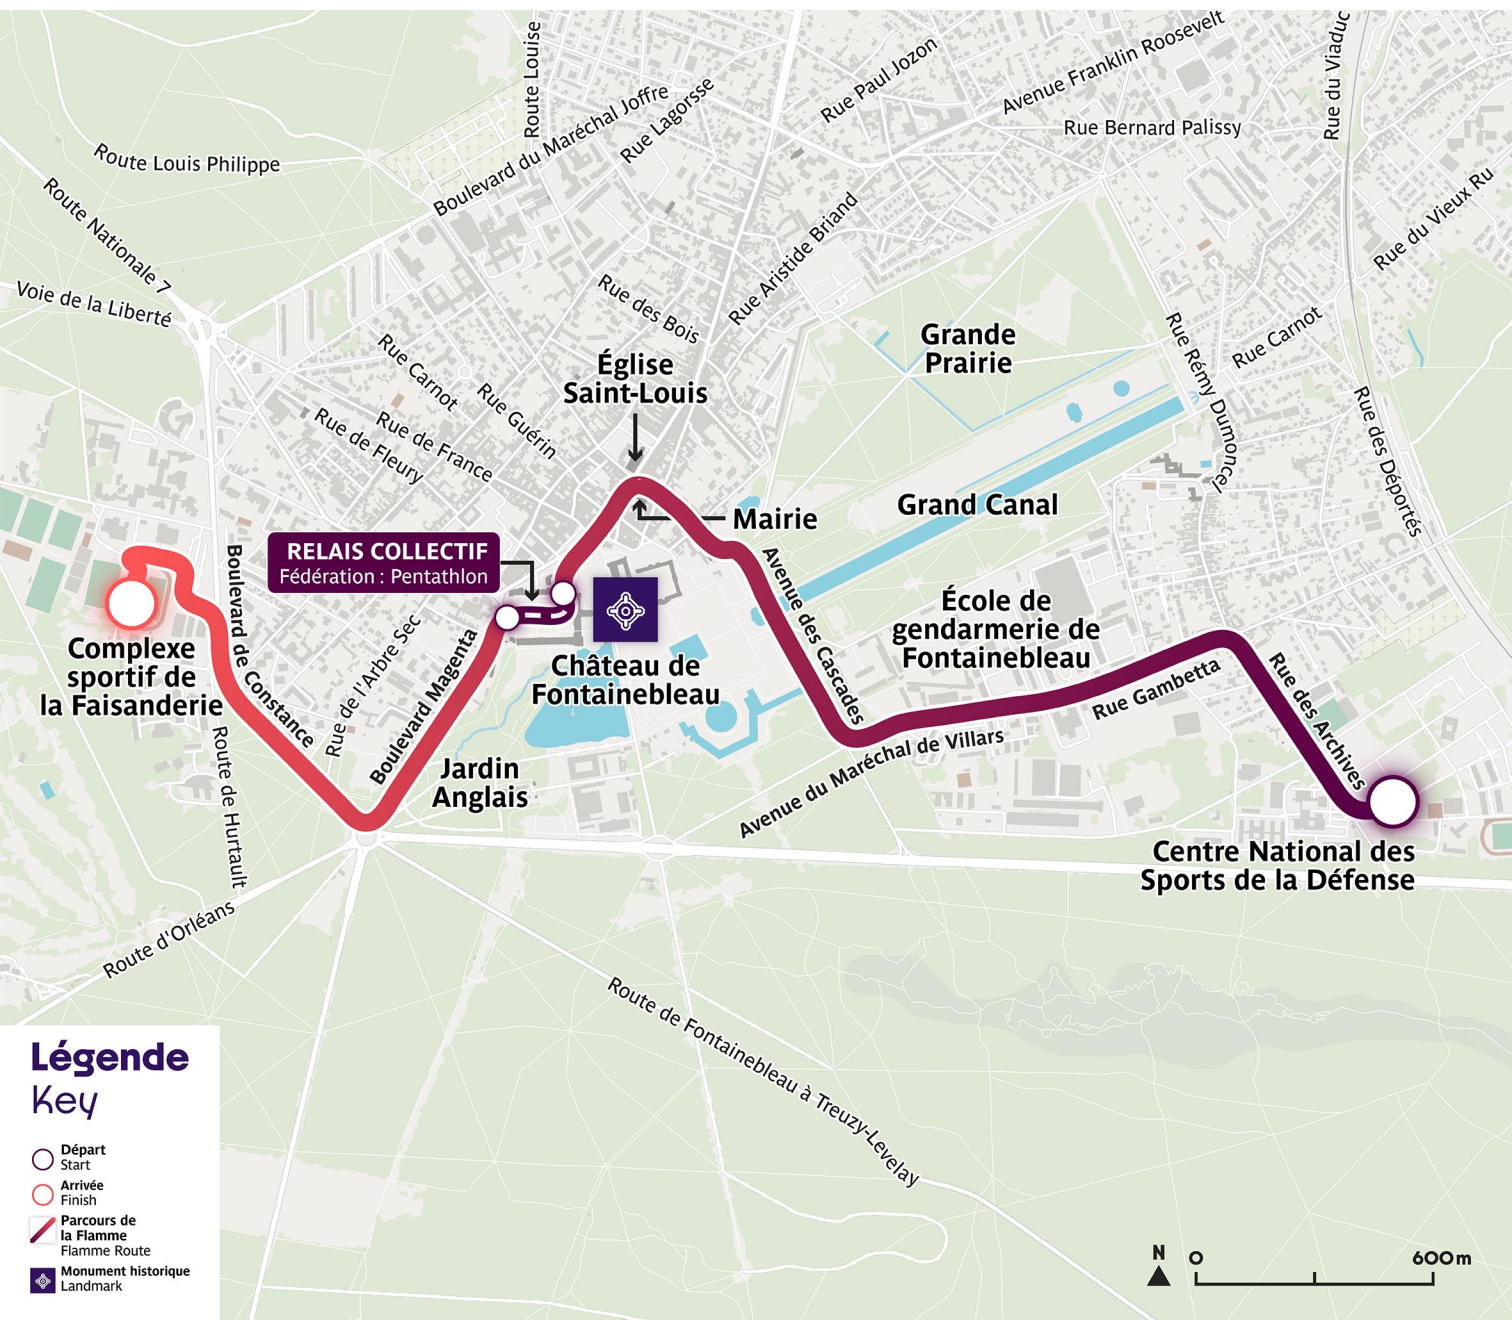 Route Louise
Boulevard du Maréchal Joffre
Rue Lagorsse
Rue Paul Jozon
Avenue Franklin Roosevelt
Rue du Viaduc
Rue Bernard Palissy
Route Louis Philippe
Route Nationale 7
Voie de la Liberté
Rue du Vieux Ru
Rue Aristide Briand
Rue des Bois
Rue Carnot
Rue Guérin
Rue de France
Rue de Fleury
Église
Saint-Louis
Grande
Prairie
Rue Rémy Dumoncel
Rue Carnot
Rue des Déportés
Grand Canal
Mairie
RELAIS COLLECTIF
Fédération : Pentathlon
Boulevard de Constance
Avenue des Cascades
École de
gendarmerie de
Fontainebleau
Complexe
sportif de
la Faisanderie
Rue de l'Arbre Sec
Boulevard Magenta
Château de
Fontainebleau
Rue Gambetta
Rue des Archives
Avenue du Maréchal de Villars
Route de Hurtault
Jardin
Anglais
Centre National des
Sports de la Défense
Route d'Orléans
Route de Fontainebleau à Treuzy-Levelay
Légende
Key
Départ
Start
Arrivée
Finish
Parcours de
la Flamme
Flamme Route
Monument historique
Landmark
N
0
600m